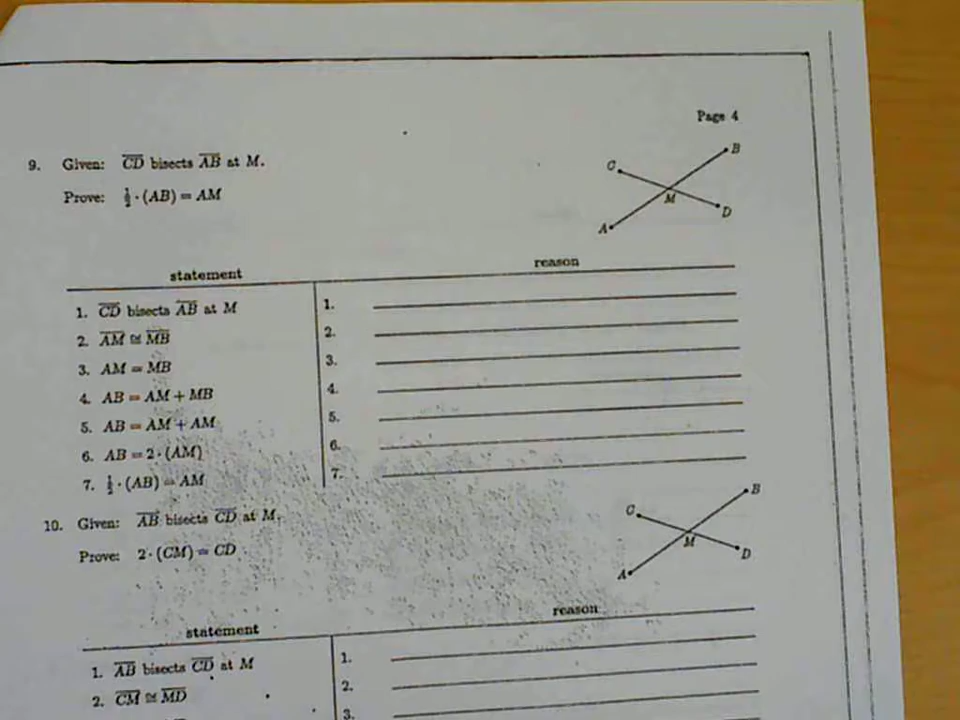 Page 4
9. Given: CD bisects AB at M.
Prove: ½·(AB) = AM
C
B
M
D
A
statement
reason
1. CD bisects AB at M
1.
2. AM ≅ MB
2.
3. AM = MB
3.
4. AB = AM + MB
4.
5. AB = AM + AM
5.
6. AB = 2·(AM)
6.
7. ½·(AB) = AM
7.
10. Given: AB bisects CD at M.
Prove: 2·(CM) = CD
C
B
M
D
A
statement
reason
1. AB bisects CD at M
1.
2. CM ≅ MD
2.
3.